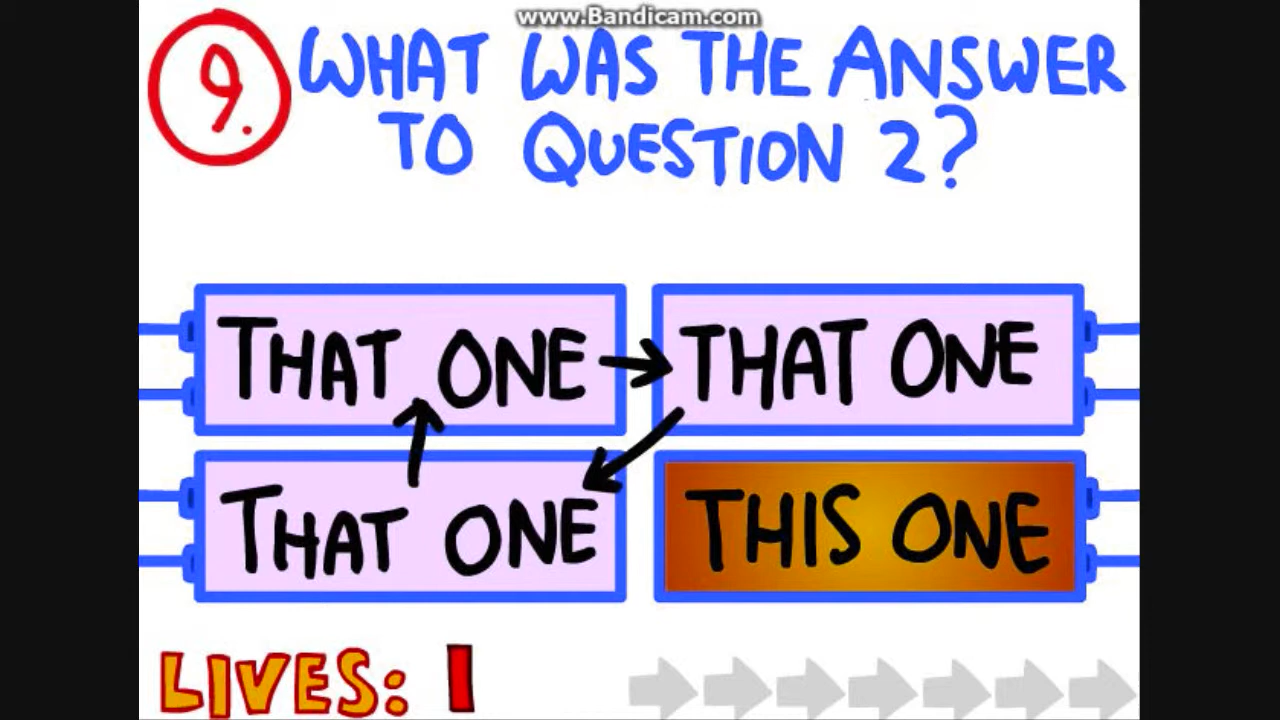 www.Bandicam.com
9. WHAT WAS THE ANSWER
TO QUESTION 2?
THAT ONE THAT ONE
THAT ONE THIS ONE
LIVES: 1